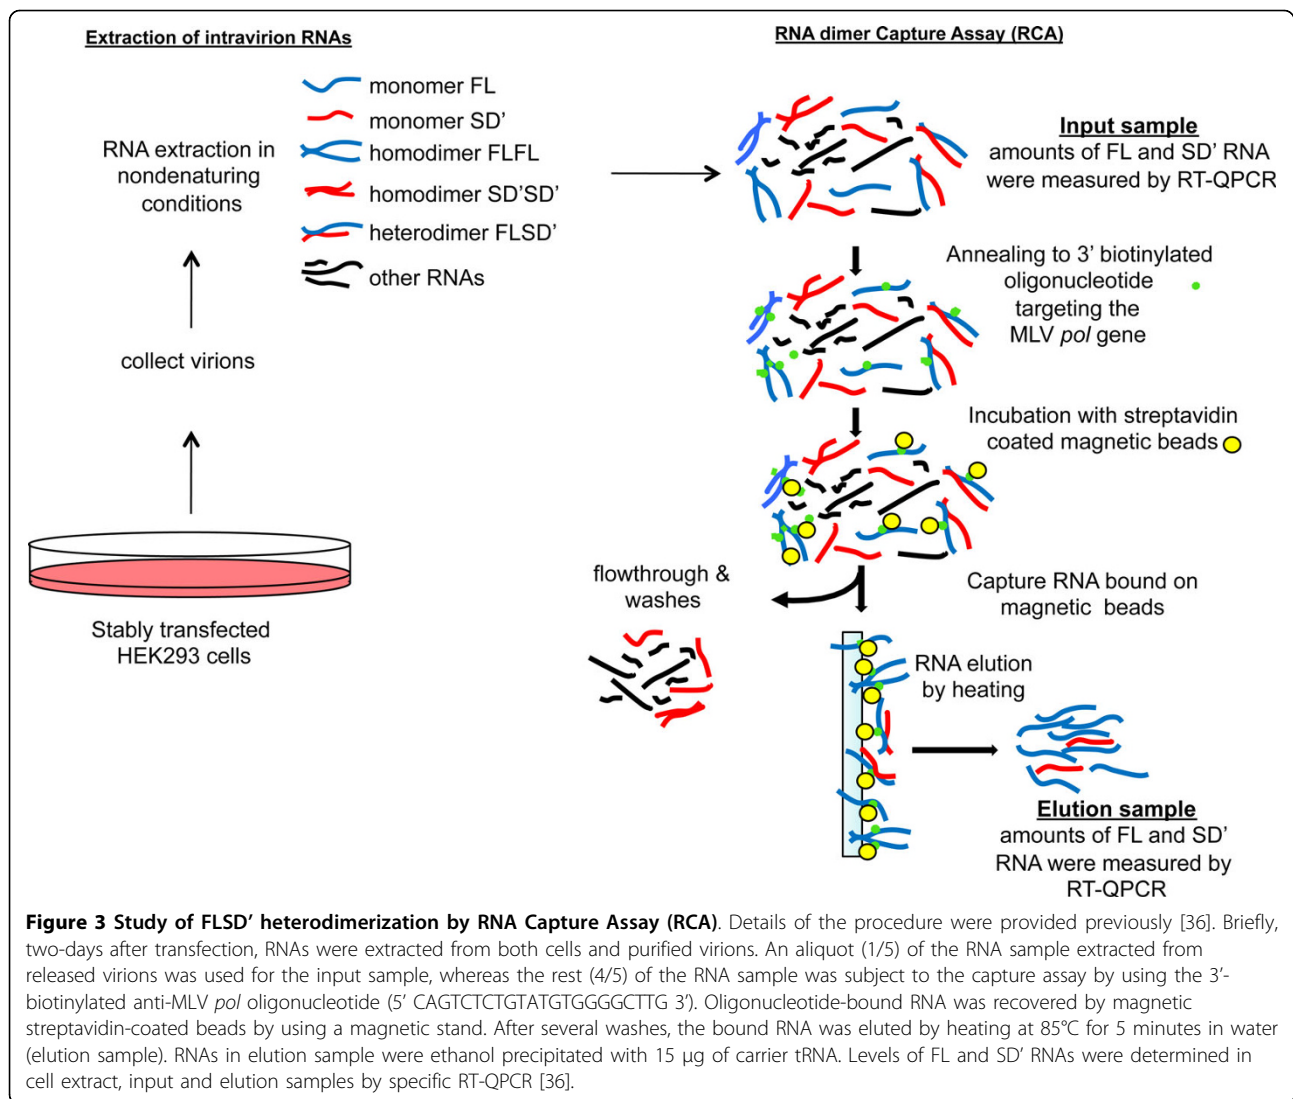 Extraction of intravirion RNAs
monomer FL
monomer SD'
homodimer FLFL
homodimer SD'SD'
heterodimer FLSD'
other RNAs
RNA extraction in
nondenaturing
conditions
collect virions
Stably transfected
HEK293 cells
RNA dimer Capture Assay (RCA)
Input sample
amounts of FL and SD' RNA
were measured by RT-QPCR
Annealing to 3' biotinylated
oligonucleotide
targeting the
MLV pol gene
Incubation with streptavidin
coated magnetic beads
flowthrough &
washes
Capture RNA bound on
magnetic beads
RNA elution
by heating
Elution sample
amounts of FL and SD'
RNA were measured by
RT-QPCR
Figure 3 Study of FLSD' heterodimerization by RNA Capture Assay (RCA). Details of the procedure were provided previously [36]. Briefly,
two-days after transfection, RNAs were extracted from both cells and purified virions. An aliquot (1/5) of the RNA sample extracted from
released virions was used for the input sample, whereas the rest (4/5) of the RNA sample was subject to the capture assay by using the 3'-
biotinylated anti-MLV pol oligonucleotide (5' CAGTCTCTGTATGTGGGGCTTG 3'). Oligonucleotide-bound RNA was recovered by magnetic
streptavidin-coated beads by using a magnetic stand. After several washes, the bound RNA was eluted by heating at 85°C for 5 minutes in water
(elution sample). RNAs in elution sample were ethanol precipitated with 15 μg of carrier tRNA. Levels of FL and SD' RNAs were determined in
cell extract, input and elution samples by specific RT-QPCR [36].